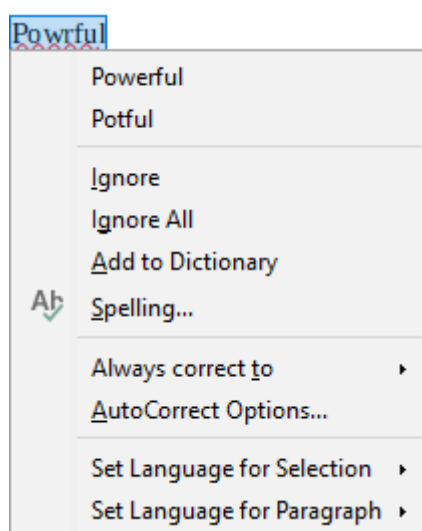 Powrful
Powerful
Potful
Ignore
Ignore All
Add to Dictionary
Ab
Spelling...
Always correct to
AutoCorrect Options...
Set Language for Selection
Set Language for Paragraph